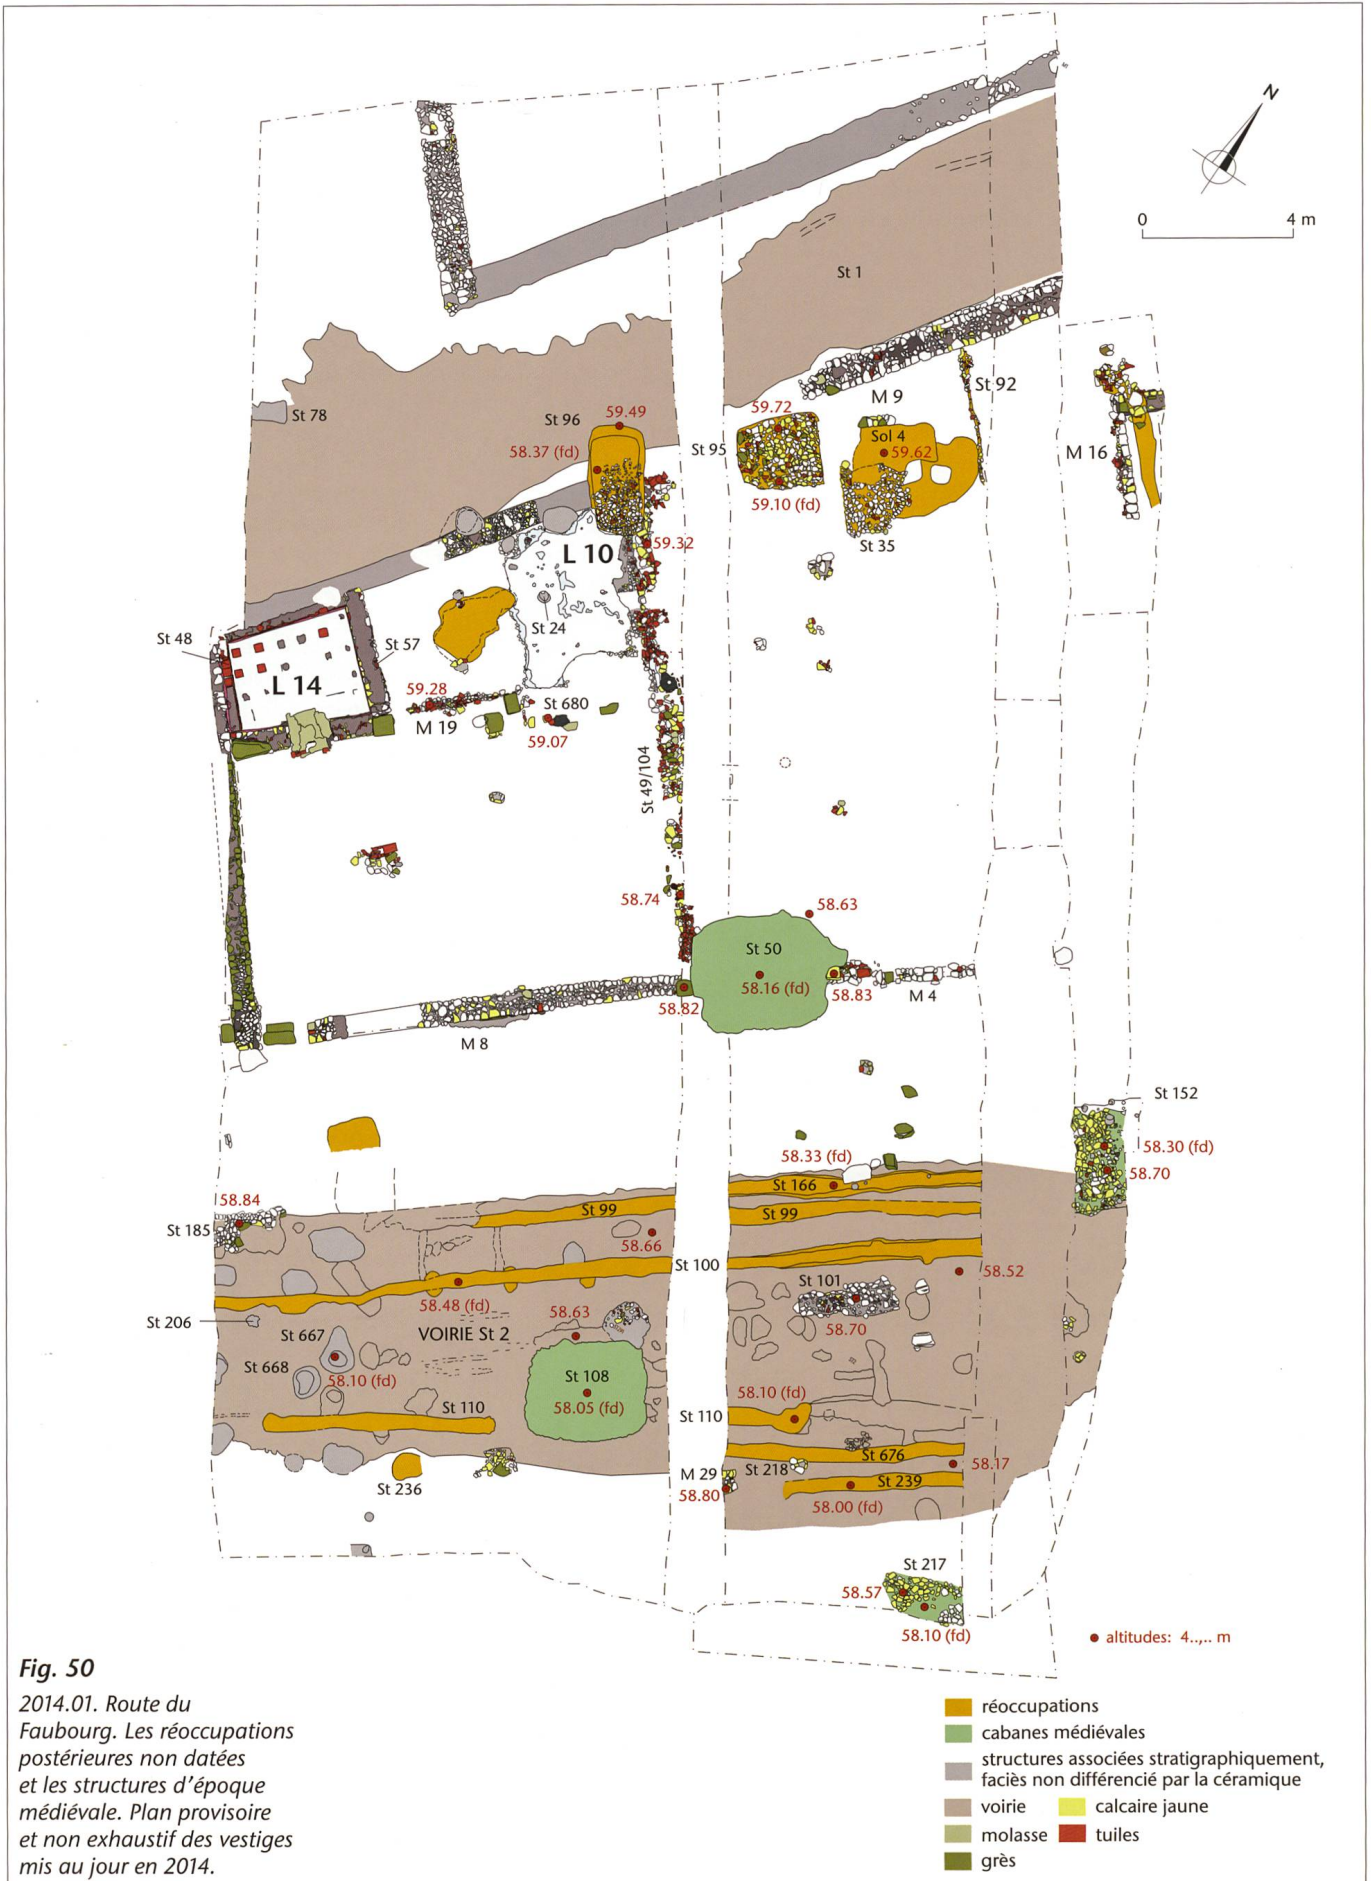 N
0 4 m
St 1
St 92
M 9
St 78
St 96
59.49
59.72
58.37 (fd)
St 95
Sol 4
59.62
M 16
59.10 (fd)
St 35
L 10
59.32
St 24
St 48
St 57
L 14
59.28
M 19
St 680
59.07
St 49/104
58.74
58.63
St 50
58.16 (fd)
58.82
58.83
M 4
M 8
St 152
58.30 (fd)
58.70
58.33 (fd)
St 166
58.84
St 185
St 99
St 99
58.66
St 100
58.52
58.48 (fd)
St 101
58.70
St 206
58.63
VOIRIE St 2
St 667
St 668
58.10 (fd)
St 108
58.05 (fd)
58.10 (fd)
St 110
St 110
St 676
St 218
58.17
M 29
58.80
St 239
58.00 (fd)
St 236
St 217
58.57
58.10 (fd)
altitudes: 4..,.. m
Fig. 50
2014.01. Route du
Faubourg. Les réoccupations
postérieures non datées
et les structures d'époque
médiévale. Plan provisoire
et non exhaustif des vestiges
mis au jour en 2014.
réoccupations
cabanes médiévales
structures associées stratigraphiquement,
faciès non différencié par la céramique
voirie calcaire jaune
molasse tuiles
grès